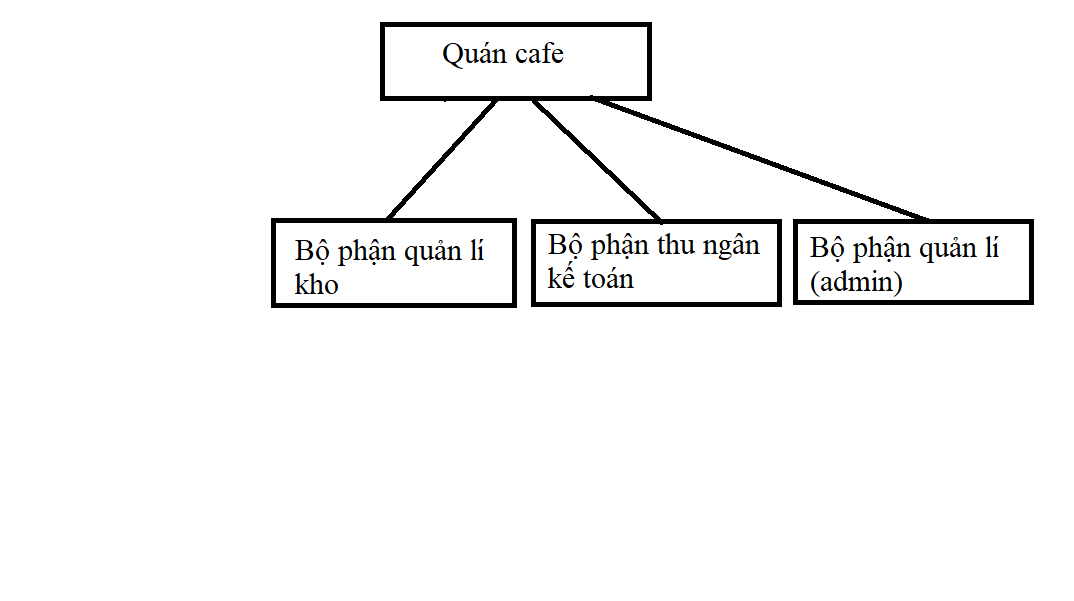 Quán cafe
Bộ phận quản lí
kho
Bộ phận thu ngân
kế toán
Bộ phận quản lí
(admin)